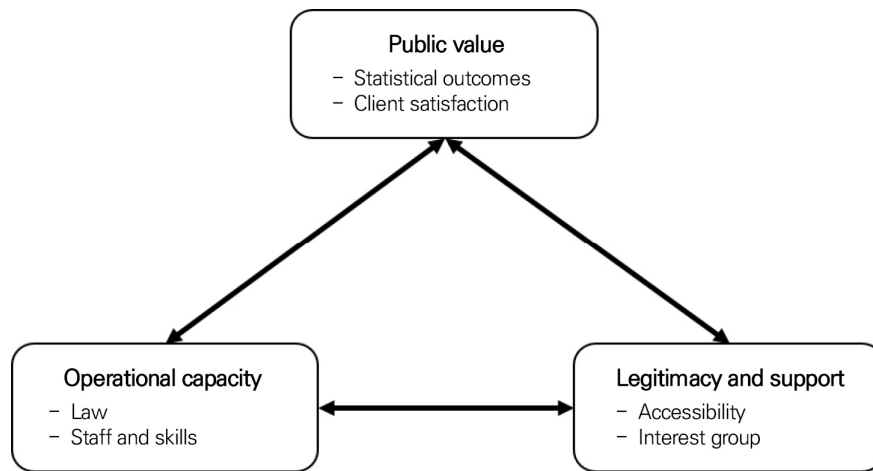 Public value
– Statistical outcomes
– Client satisfaction
Operational capacity
– Law
– Staff and skills
Legitimacy and support
– Accessibility
– Interest group